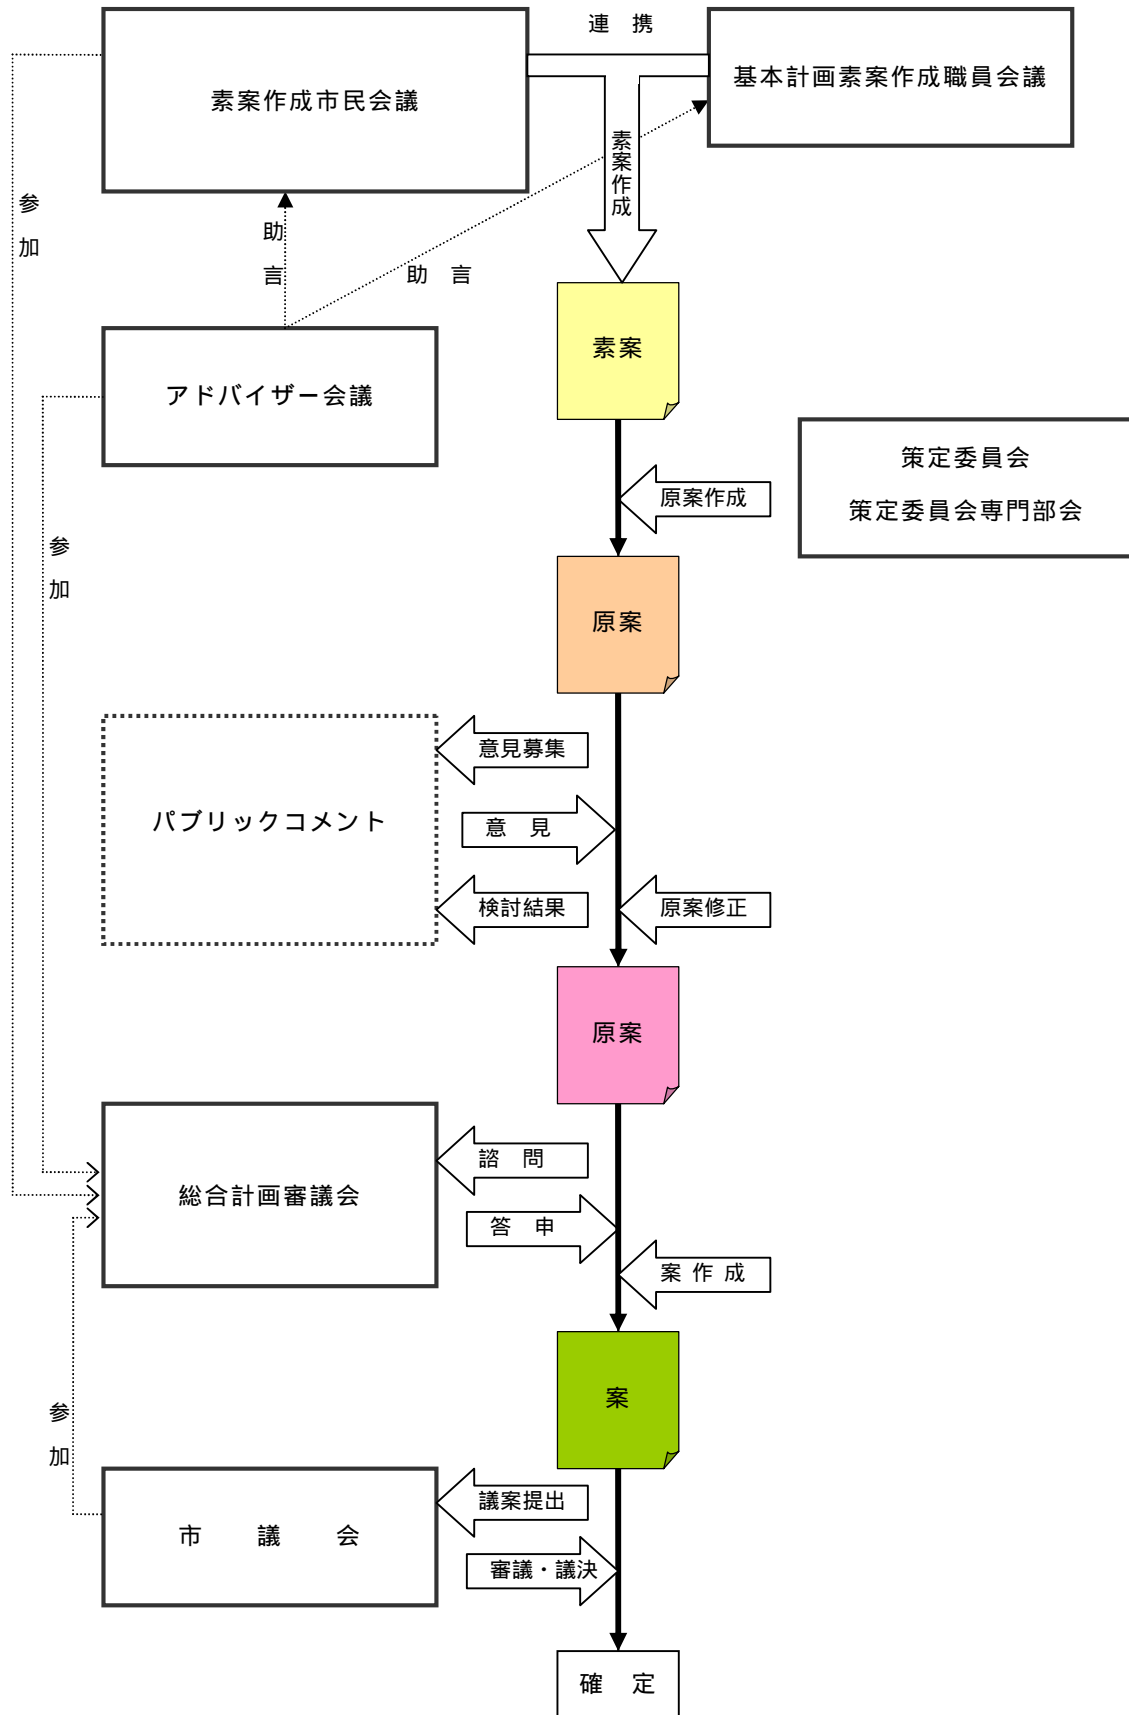 連 携
素案作成市民会議
基本計画素案作成職員会議
素案作成
参加
助言
助 言
素案
アドバイザー会議
策定委員会
策定委員会専門部会
原案作成
参加
原案
意見募集
パブリックコメント
意 見
検討結果
原案修正
原案
諮 問
総合計画審議会
答 申
案 作 成
案
参加
議案提出
市 議 会
審議・議決
確 定